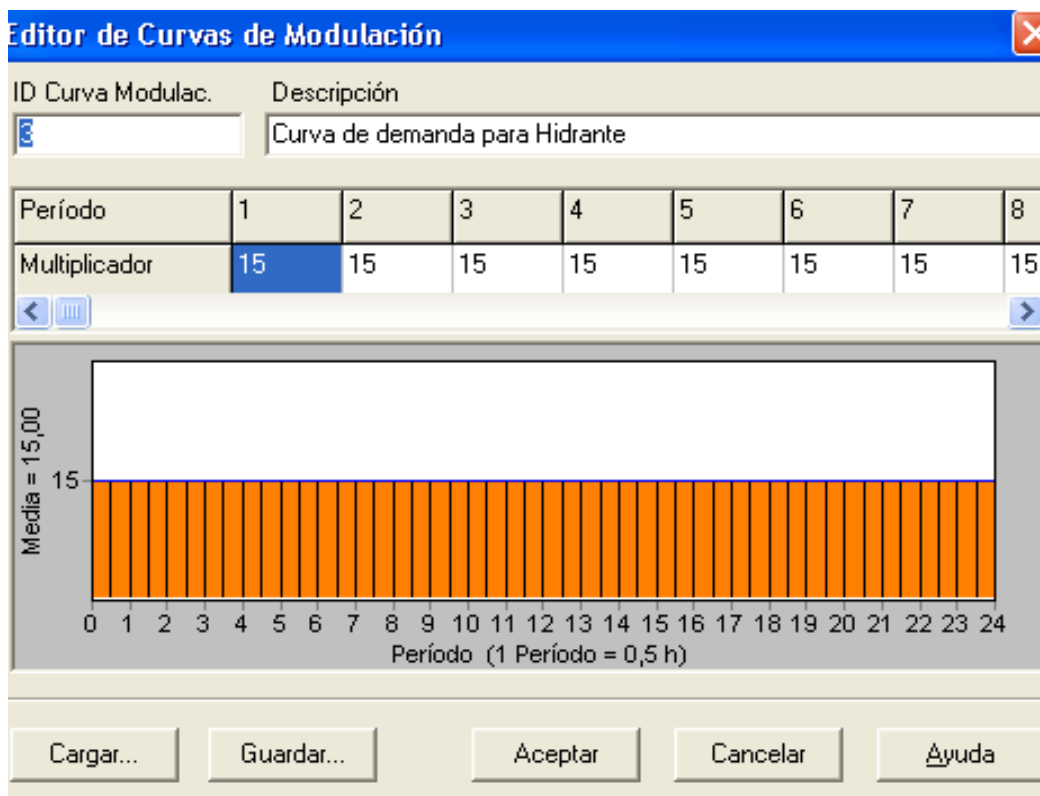 Editor de Curvas de Modulación
ID Curva Modulac. Descripción
3 Curva de demanda para Hidrante
Período 1 2 3 4 5 6 7 8
Multiplicador 15 15 15 15 15 15 15 15
Media = 15,00
15
0 1 2 3 4 5 6 7 8 9 10 11 12 13 14 15 16 17 18 19 20 21 22 23 24
Período (1 Período = 0,5 h)
Cargar... Guardar... Aceptar Cancelar Ayuda